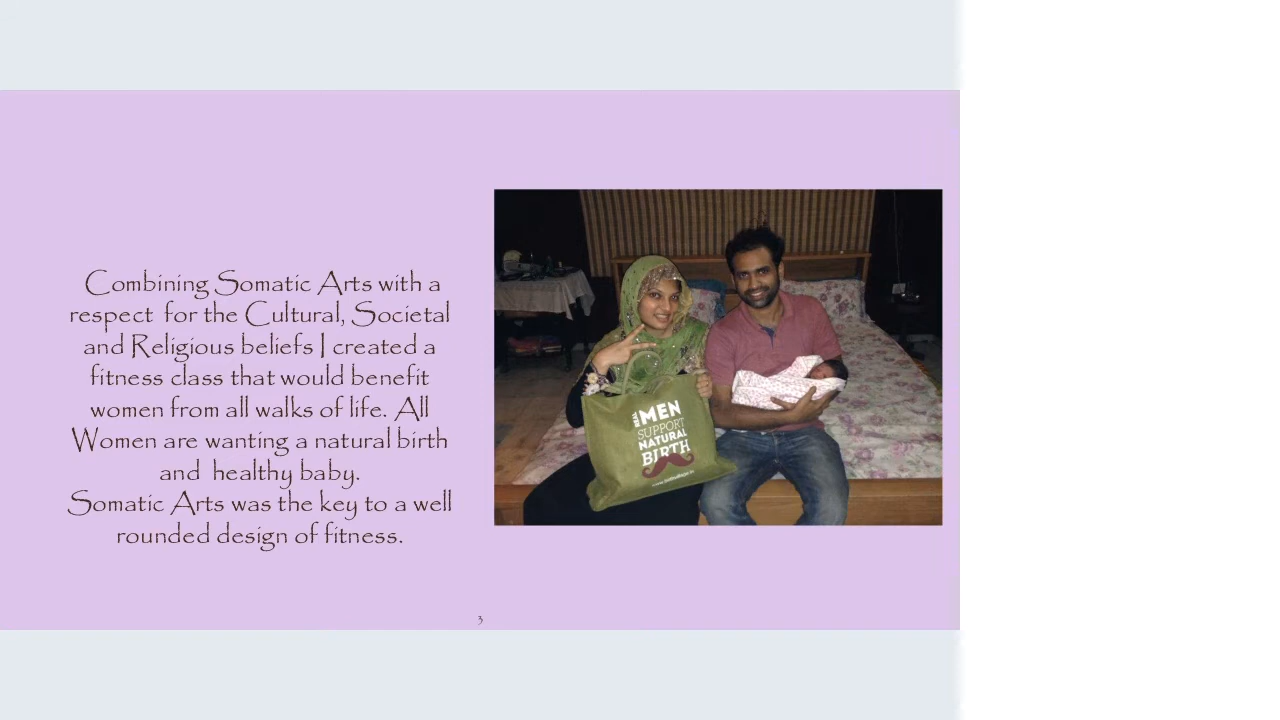 Combining Somatic Arts with a
respect for the Cultural, Societal
and Religious beliefs I created a
fitness class that would benefit
women from all walks of life. All
Women are wanting a natural birth
and healthy baby.
Somatic Arts was the key to a well
rounded design of fitness.
REAL MEN
SUPPORT
NATURAL
BIRTH
3